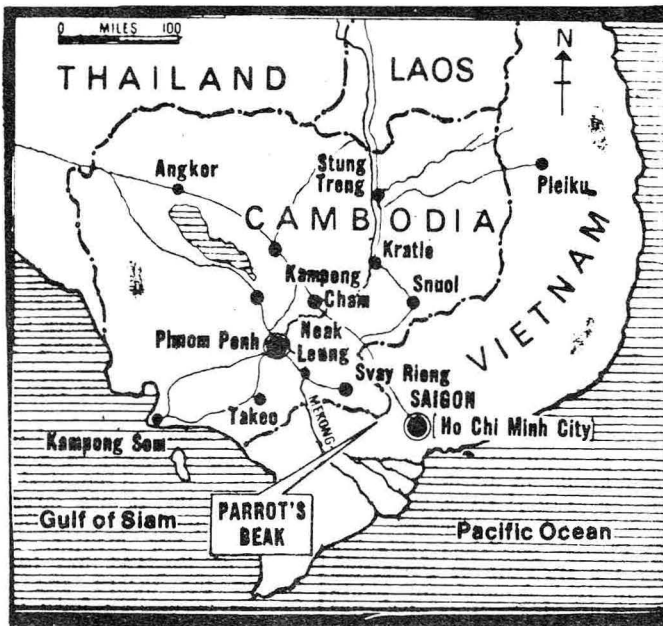 0 MILES 100
N
THAILAND
LAOS
Angkor
Stung
Treng
Pleiku
CAMBODIA
Kratie
Kampong
Cham
Snuol
VIETNAM
Phnom Penh
Neak
Leung
Svay Rieng
SAIGON
(Ho Chi Minh City)
Takeo
MEKONG
Kampong Som
PARROT'S
BEAK
Gulf of Siam
Pacific Ocean